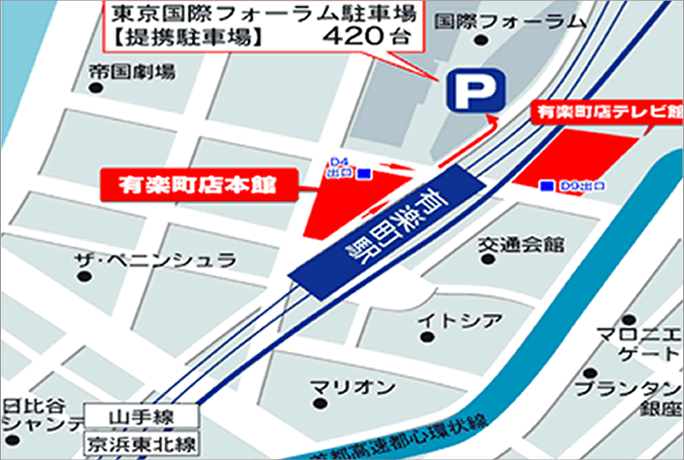 東京国際フォーラム駐車場
【提携駐車場】 420台
国際フォーラム
帝国劇場
P
有楽町店テレビ館
D4
出口
有楽町店本館
D9出口
有楽町駅
交通会館
ザ・ペニンシュラ
イトシア
マロニエ
ゲート
マリオン
プランタン
銀座
日比谷
シャンテ
山手線
京浜東北線
首都高速都心環状線